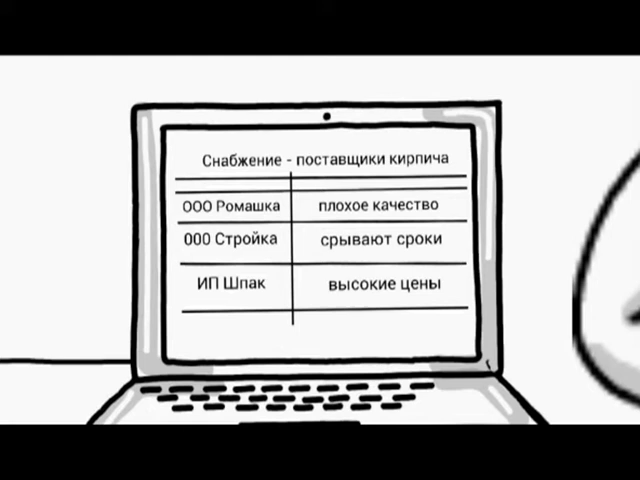 Снабжение - поставщики кирпича
ООО Ромашка плохое качество
ООО Стройка срывают сроки
ИП Шпак высокие цены